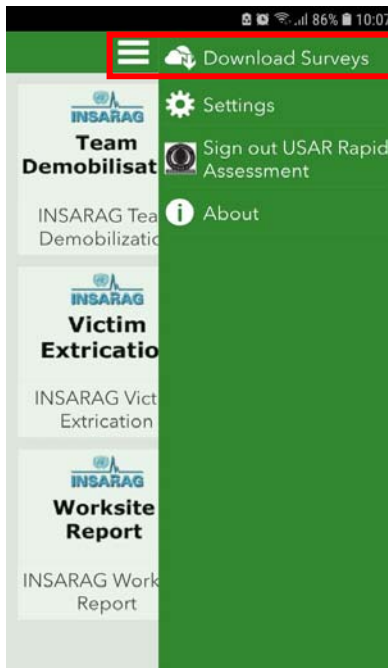 86% 10:07
Download Surveys
Settings
Sign out USAR Rapid
Assessment
About
INSARAG
Team
Demobilisat
INSARAG Tea
Demobilizatio
INSARAG
Victim
Extricatio
INSARAG Vict
Extrication
INSARAG
Worksite
Report
INSARAG Work
Report